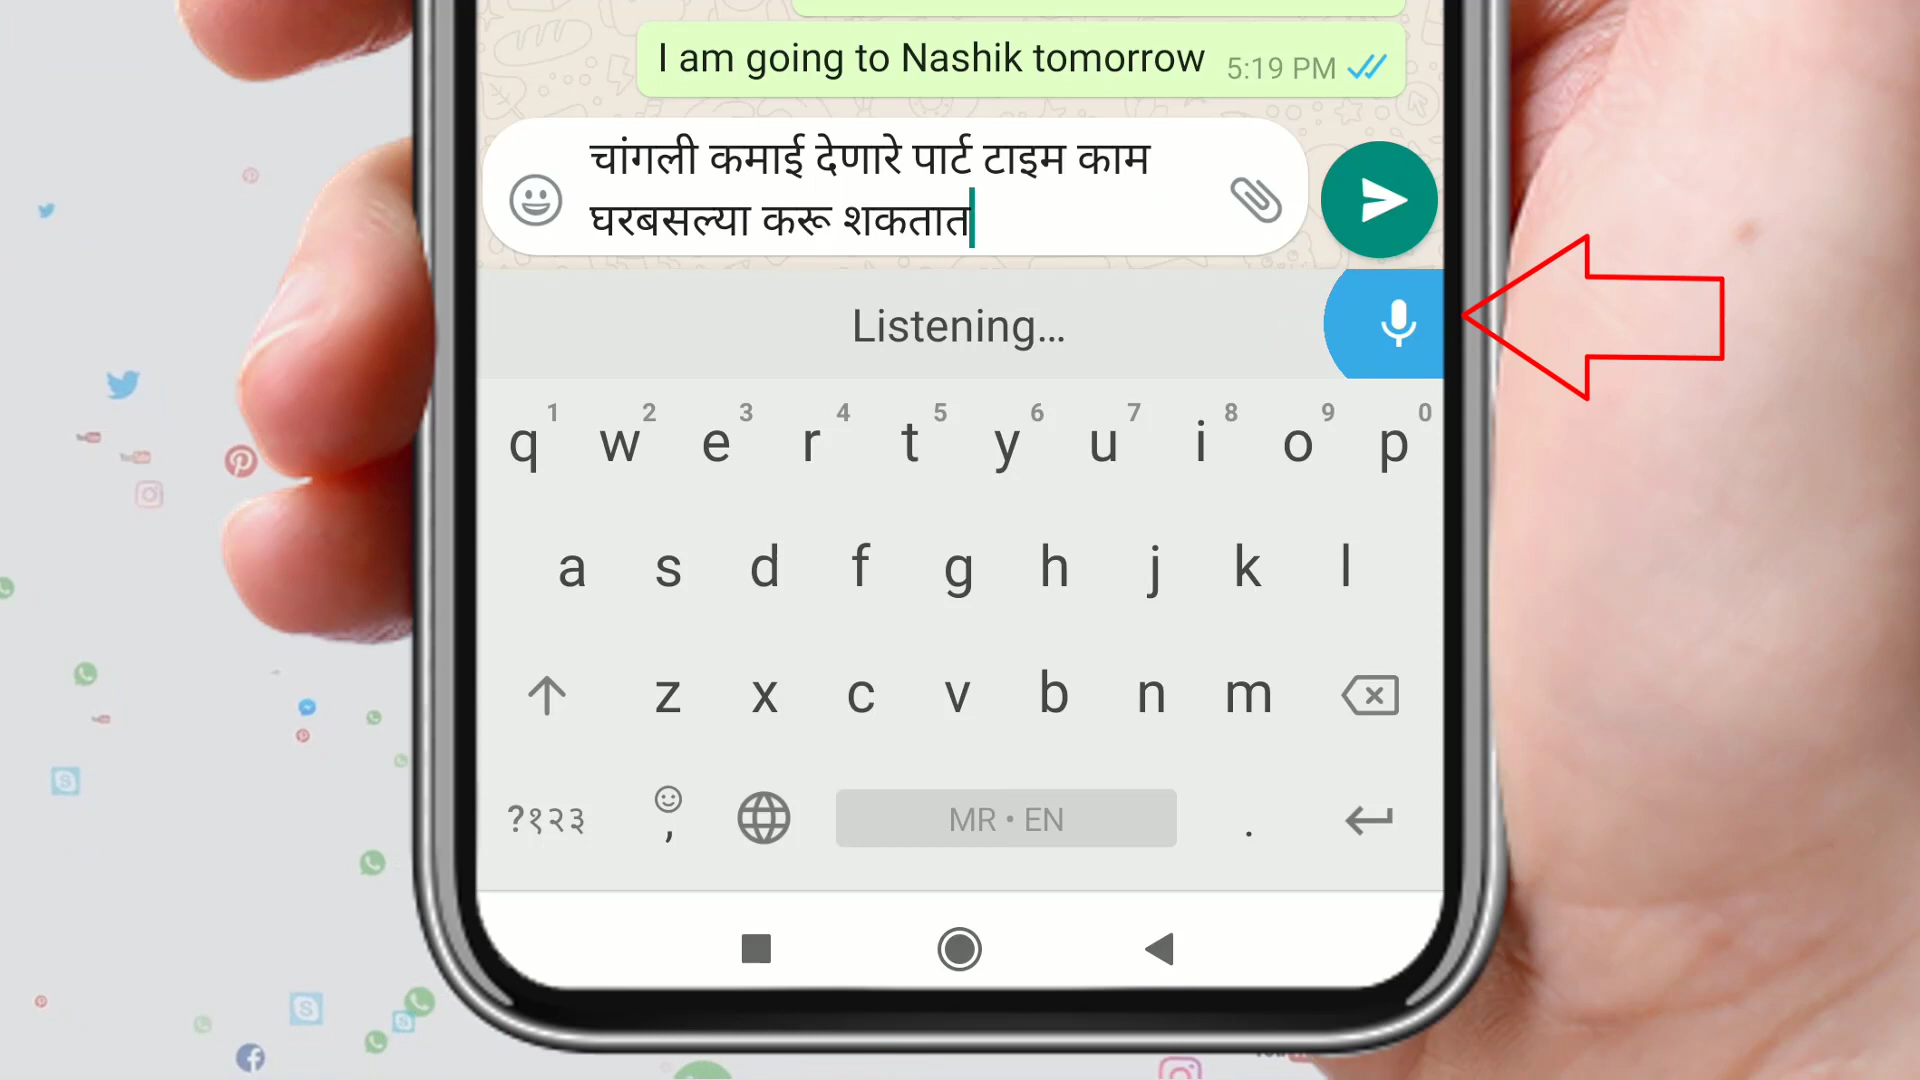 I am going to Nashik tomorrow 5:19 PM
चांगली कमाई देणारे पार्ट टाइम काम
घरबसल्या करू शकतात
Listening...
1 2 3 4 5 6 7 8 9 0
q w e r t y u i o p
a s d f g h j k l
z x c v b n m
?१२३ , MR • EN .